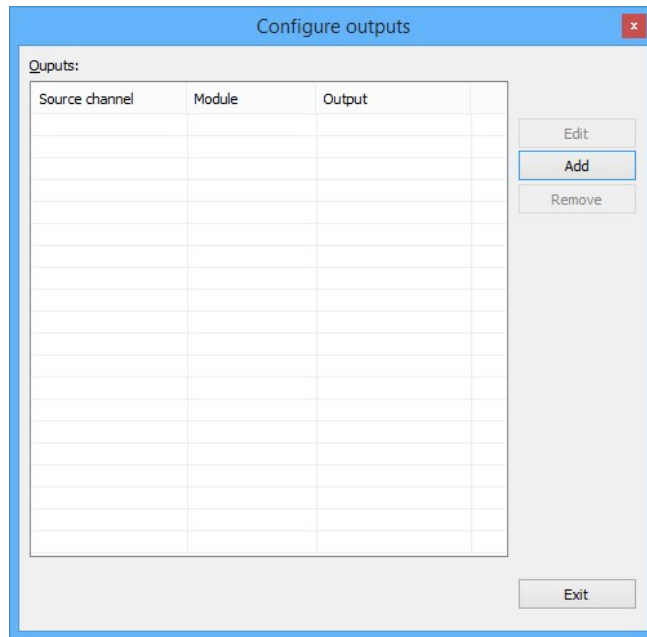 Configure outputs
x
Ouputs:
Source channel Module Output
Edit
Add
Remove
Exit